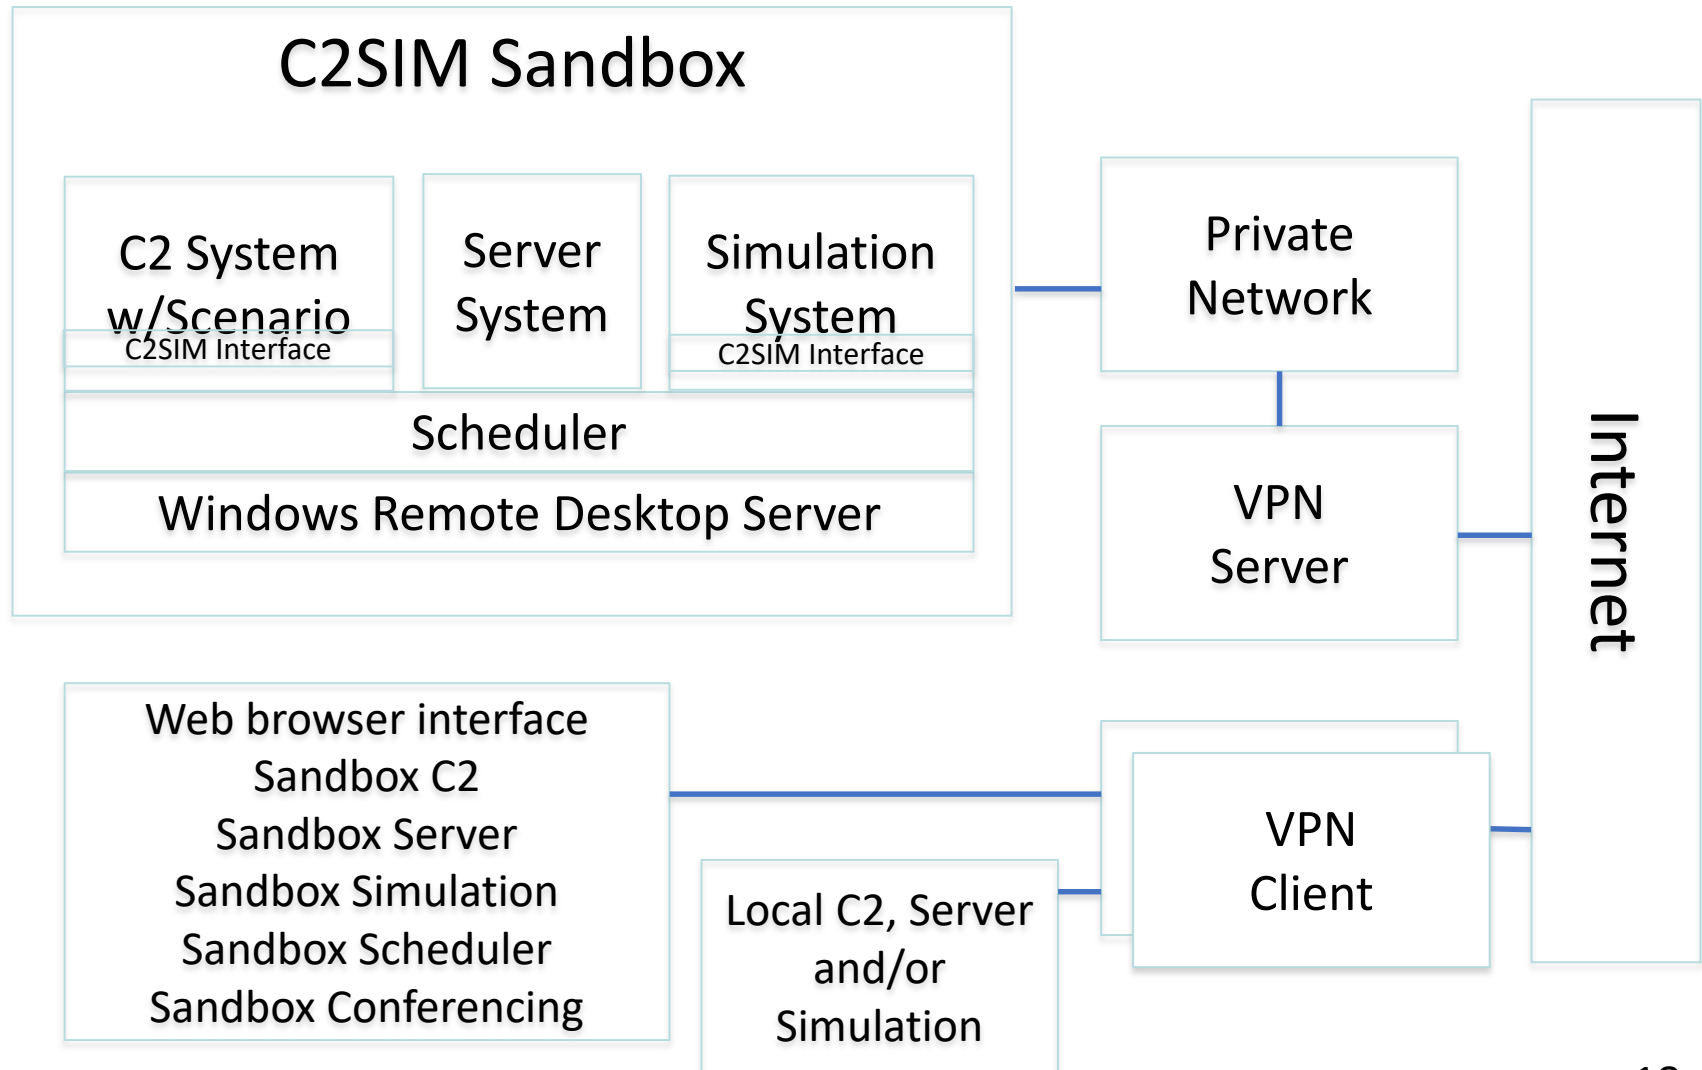 C2SIM Sandbox
C2 System
w/Scenario
C2SIM Interface
Server
System
Simulation
System
C2SIM Interface
Scheduler
Windows Remote Desktop Server
Private
Network
VPN
Server
Internet
Web browser interface
Sandbox C2
Sandbox Server
Sandbox Simulation
Sandbox Scheduler
Sandbox Conferencing
Local C2, Server
and/or
Simulation
VPN
Client